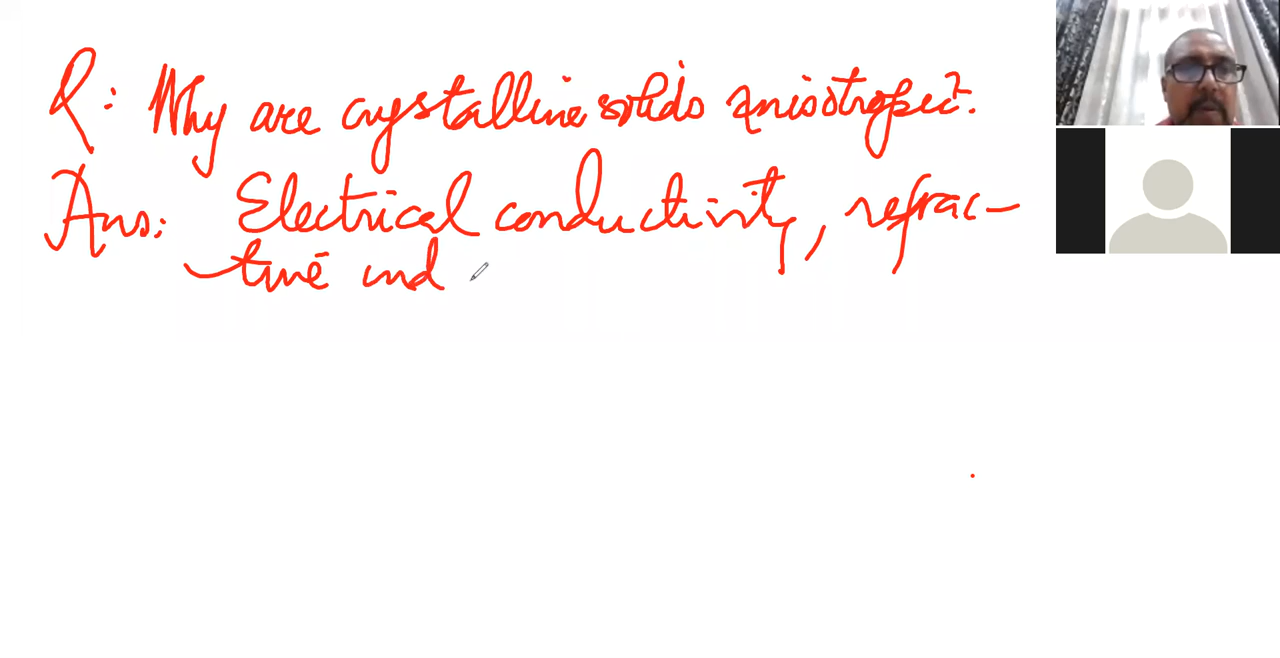 Q: Why are crystalline solids anisotropic?
Ans: Electrical conductivity, refrac-
tive ind